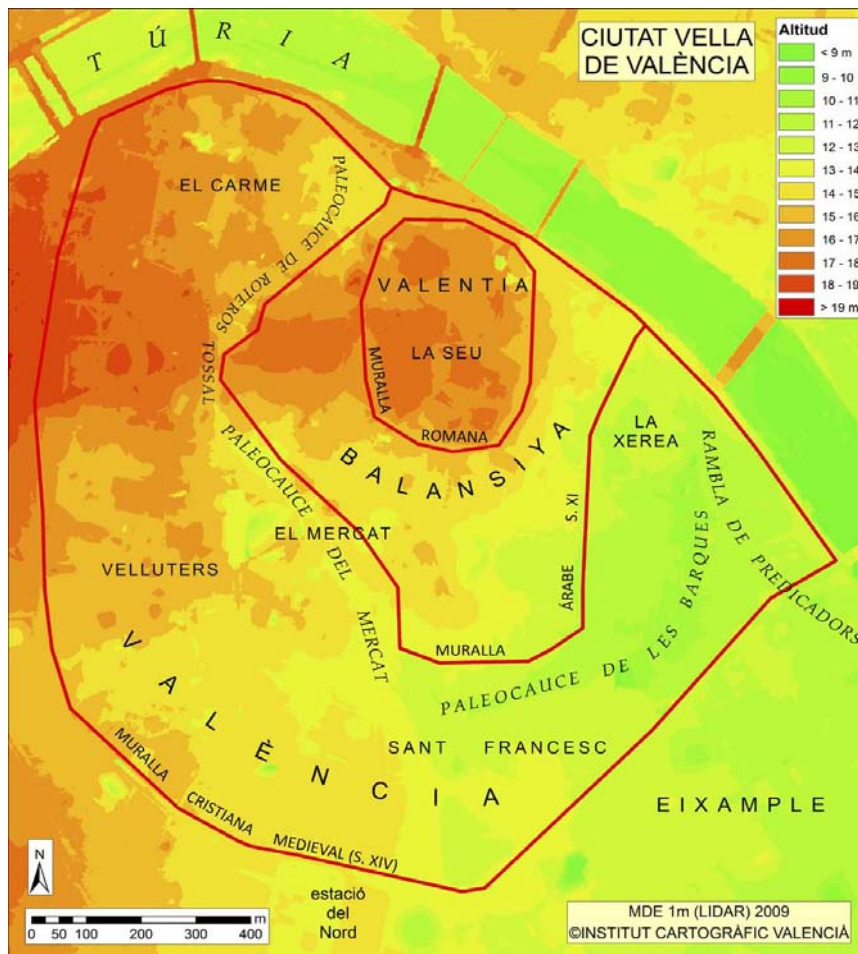 TÚRIA
CIUTAT VELLA
DE VALÈNCIA
Altitud
< 9 m
9 - 10
10 - 11
11 - 12
12 - 13
13 - 14
14 - 15
15 - 16
16 - 17
17 - 18
18 - 19
> 19 m
EL CARME
PALEOCAUCE DE ROTEROS
TOSSAL
VALENTIA
LA SEU
MURALLA
ROMANA
BALANSIYA
LA
XEREA
RAMBLA DE PREDICADORS
PALEOCAUCE DEL MERCAT
EL MERCAT
VELLUTERS
MURALLA
ÁRABE
S. XI
PALEOCAUCE DE LES BARQUES
VALÈNCIA
SANT FRANCESC
EIXAMPLE
MURALLA
CRISTIANA
MEDIEVAL (S. XIV)
estació
del
Nord
N
m
0 50 100 200 300 400
MDE 1m (LIDAR) 2009
©INSTITUT CARTOGRÀFIC VALENCIÀ